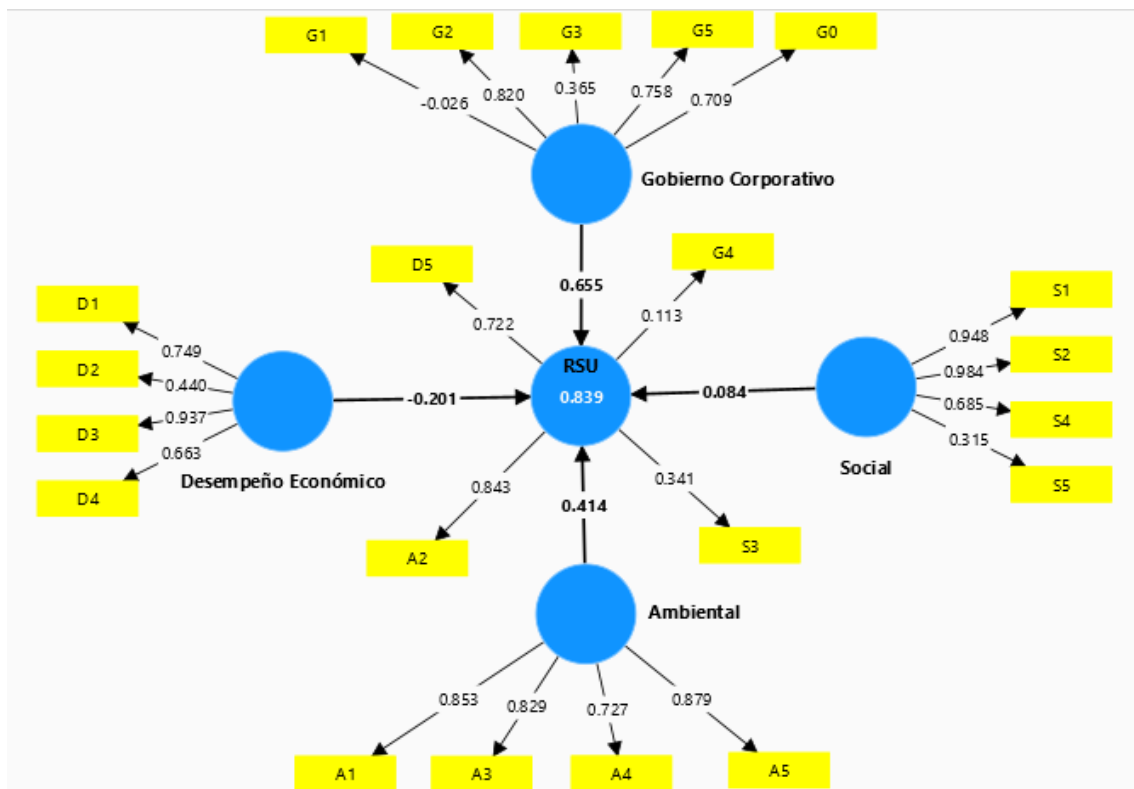 G1
G2
G3
G5
G0
-0.026
0.820
0.365
0.758
0.709
Gobierno Corporativo
D5
G4
0.655
0.722
0.113
D1
D2
D3
D4
0.749
0.440
0.937
0.663
Desempeño Económico
-0.201
RSU
0.839
0.084
S1
S2
S4
S5
0.948
0.984
0.685
0.315
Social
0.843
0.414
0.341
A2
S3
Ambiental
0.853
0.829
0.727
0.879
A1
A3
A4
A5